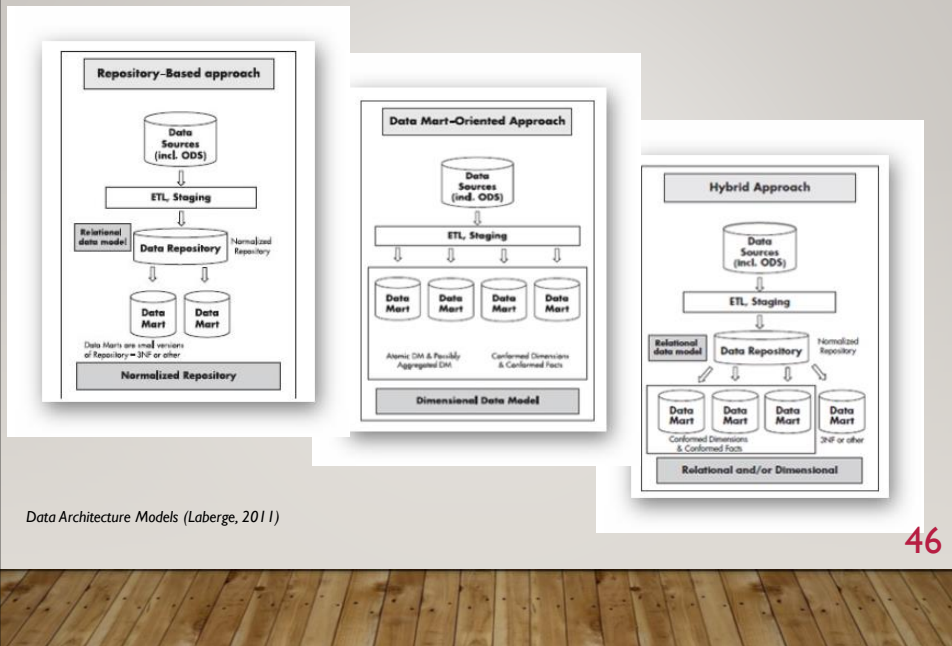 Repository-Based approach
Data
Sources
(incl. ODS)
ETL, Staging
Relational
data model
Data Repository
Normalized
Repository
Data
Mart
Data
Mart
Data Marts are small versions
of Repository – 3NF or other
Normalized Repository
Data Mart-Oriented Approach
Data
Sources
(incl. ODS)
ETL, Staging
Data
Mart
Data
Mart
Data
Mart
Data
Mart
Atomic DM & Possibly
Aggregated DM
Conformed Dimensions
& Conformed Facts
Dimensional Data Model
Hybrid Approach
Data
Sources
(incl. ODS)
ETL, Staging
Relational
data model
Data Repository
Normalized
Repository
Data
Mart
Data
Mart
Data
Mart
Data
Mart
Conformed Dimensions
& Conformed Facts
3NF or other
Relational and/or Dimensional
Data Architecture Models (Laberge, 2011)
46